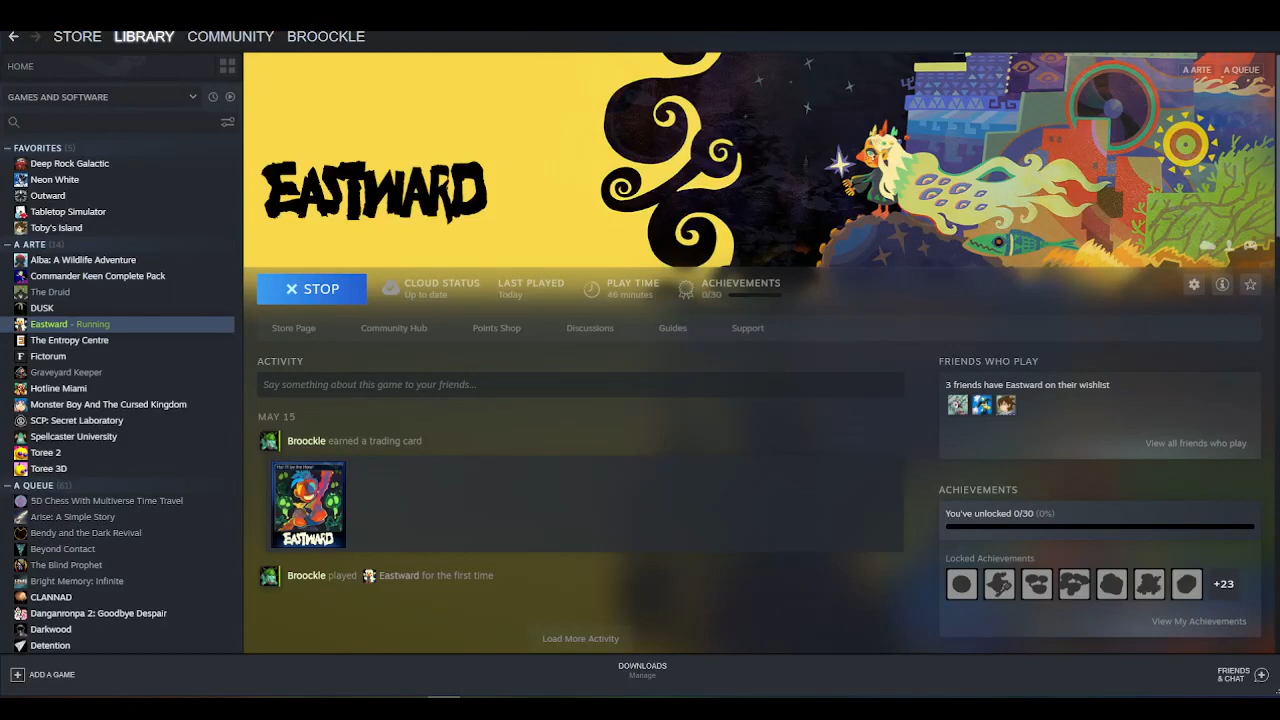 STORE LIBRARY COMMUNITY BROOCKLE
HOME
GAMES AND SOFTWARE
FAVORITES (5)
Deep Rock Galactic
Neon White
Outward
Tabletop Simulator
Toby's Island
A ARTE (14)
Alba: A Wildlife Adventure
Commander Keen Complete Pack
The Druid
DUSK
Eastward - Running
The Entropy Centre
Fictorum
Graveyard Keeper
Hotline Miami
Monster Boy And The Cursed Kingdom
SCP: Secret Laboratory
Spellcaster University
Toree 2
Toree 3D
A QUEUE (61)
5D Chess With Multiverse Time Travel
Arise: A Simple Story
Bendy and the Dark Revival
Beyond Contact
The Blind Prophet
Bright Memory: Infinite
CLANNAD
Danganronpa 2: Goodbye Despair
Darkwood
Detention
ADD A GAME
A ARTE A QUEUE
EASTWARD
STOP
CLOUD STATUS
Up to date
LAST PLAYED
Today
PLAY TIME
46 minutes
ACHIEVEMENTS
0/30
Store Page Community Hub Points Shop Discussions Guides Support
ACTIVITY
Say something about this game to your friends...
MAY 15
Broockle earned a trading card
EASTWARD
Broockle played Eastward for the first time
Load More Activity
FRIENDS WHO PLAY
3 friends have Eastward on their wishlist
View all friends who play
ACHIEVEMENTS
You've unlocked 0/30 (0%)
Locked Achievements
+23
View My Achievements
DOWNLOADS
Manage
FRIENDS
& CHAT